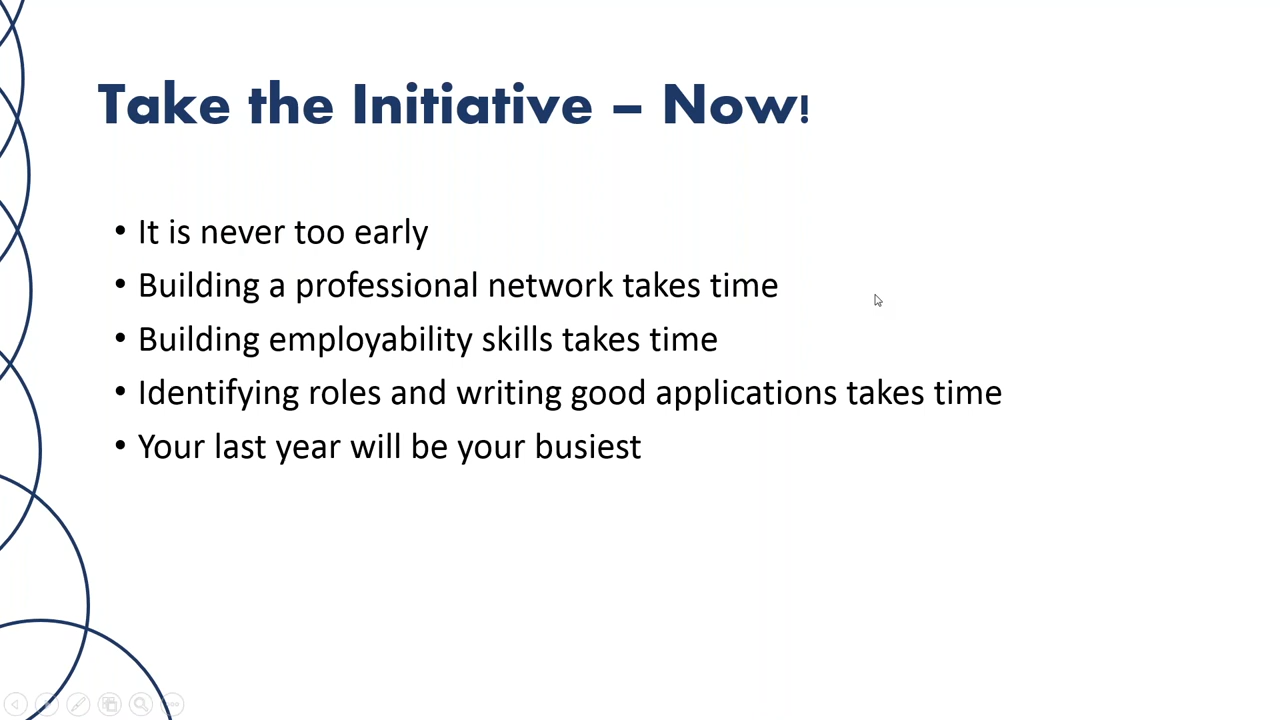 Take the Initiative – Now!
• It is never too early
• Building a professional network takes time
• Building employability skills takes time
• Identifying roles and writing good applications takes time
• Your last year will be your busiest